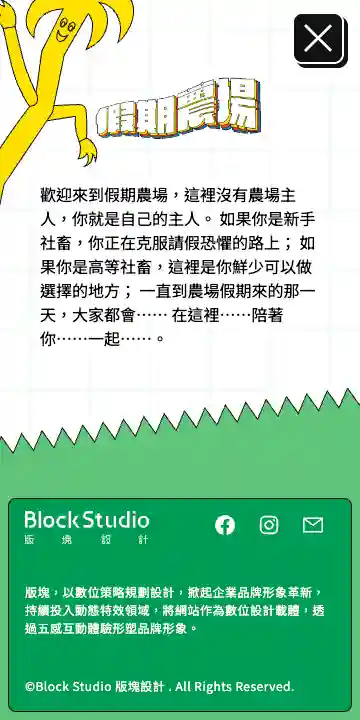 假期農場
歡迎來到假期農場，這裡沒有農場主
人，你就是自己的主人。 如果你是新手
社畜，你正在克服請假恐懼的路上； 如
果你是高等社畜，這裡是你鮮少可以做
選擇的地方； 一直到農場假期來的那一
天，大家都會⋯⋯ 在這裡⋯⋯陪著
你⋯⋯一起⋯⋯。
Block Studio
版塊設計
版塊，以數位策略規劃設計，掀起企業品牌形象革新，
持續投入動態特效領域，將網站作為數位設計載體，透
過五感互動體驗形塑品牌形象。
©Block Studio 版塊設計 . All Rights Reserved.